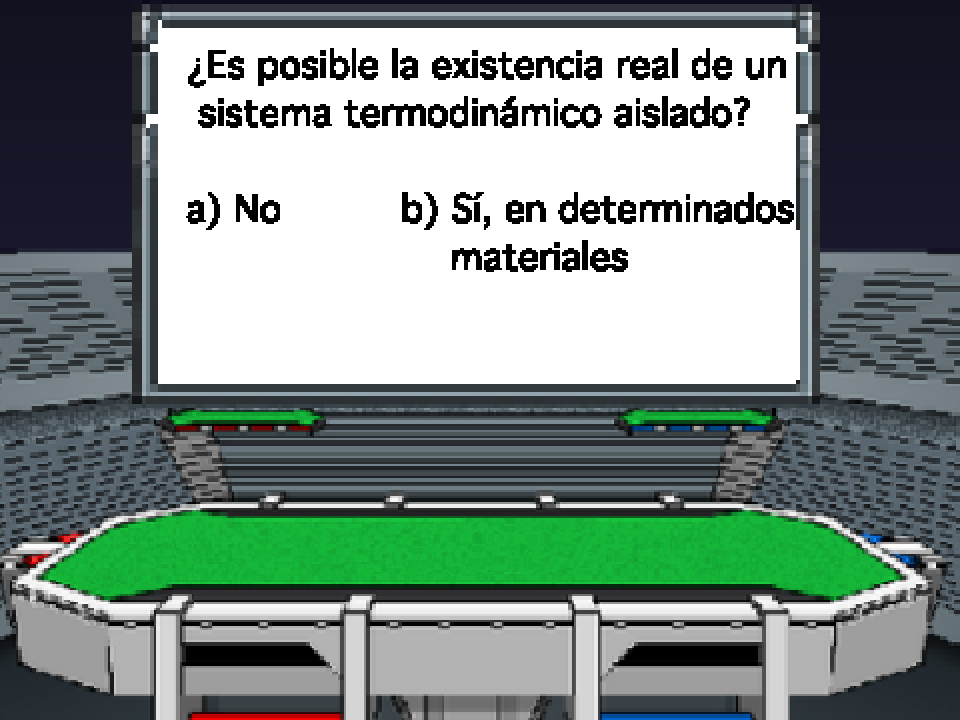 ¿Es posible la existencia real de un
sistema termodinámico aislado?
a) No b) Sí, en determinados
materiales